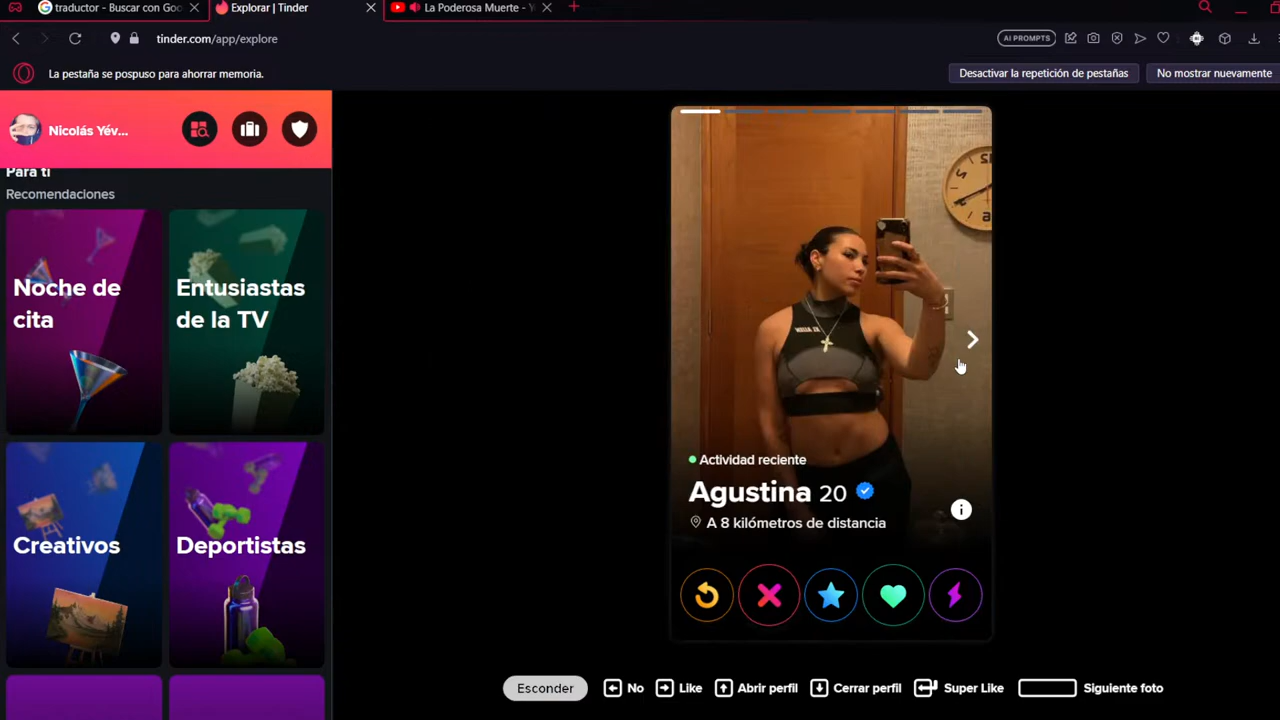 traductor - Buscar con Goo
Explorar | Tinder
La Poderosa Muerte - Y
tinder.com/app/explore
AI PROMPTS
La pestaña se pospuso para ahorrar memoria.
Desactivar la repetición de pestañas
No mostrar nuevamente
Nicolás Yév...
Para ti
Recomendaciones
Noche de
cita
Entusiastas
de la TV
Creativos
Deportistas
12
Actividad reciente
Agustina 20
A 8 kilómetros de distancia
Esconder
No
Like
Abrir perfil
Cerrar perfil
Super Like
Siguiente foto